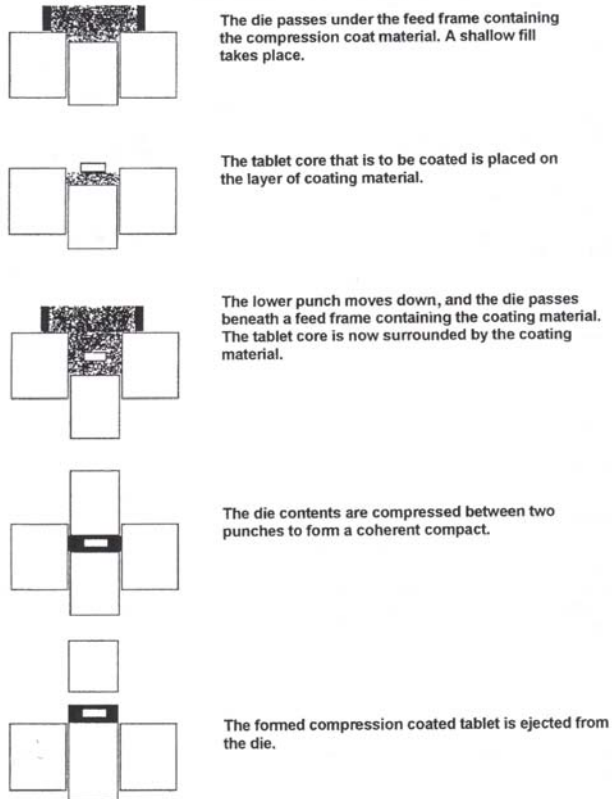 The die passes under the feed frame containing
the compression coat material. A shallow fill
takes place.
The tablet core that is to be coated is placed on
the layer of coating material.
The lower punch moves down, and the die passes
beneath a feed frame containing the coating material.
The tablet core is now surrounded by the coating
material.
The die contents are compressed between two
punches to form a coherent compact.
The formed compression coated tablet is ejected from
the die.